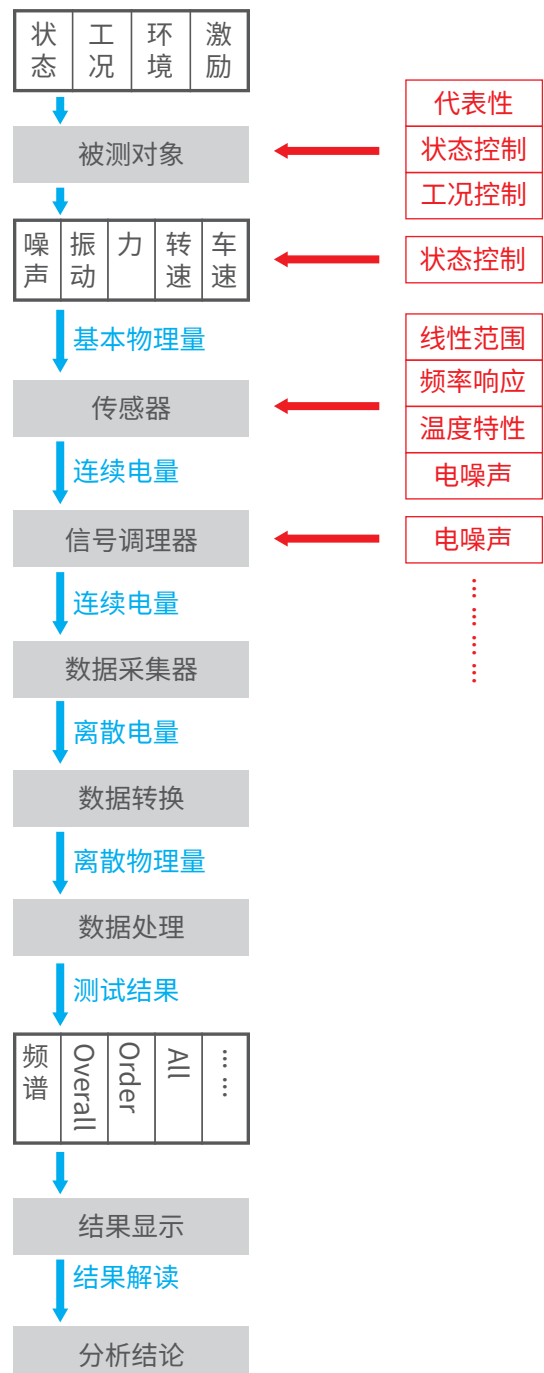 状态 工况 环境 激励
代表性
被测对象
状态控制
工况控制
噪声 振动 力 转速 车速
状态控制
基本物理量
线性范围
频率响应
传感器
温度特性
连续电量
电噪声
信号调理器
电噪声
……
连续电量
……
数据采集器
离散电量
数据转换
离散物理量
数据处理
测试结果
频谱 Overall Order All ……
结果显示
结果解读
分析结论